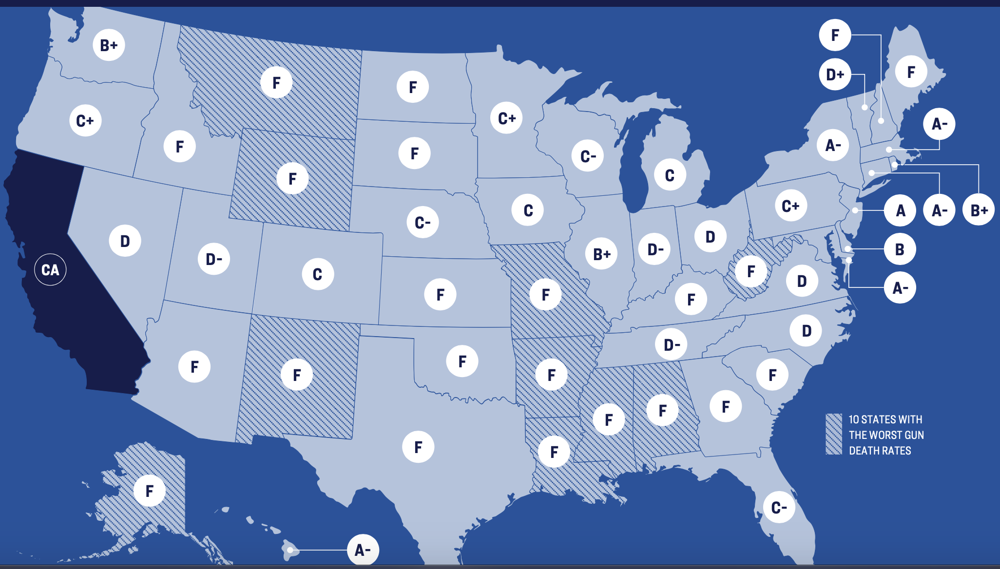 F
B+
F
D+
F
F
C+
C+
F
A-
F
A-
F
C-
C
F
C+
C
A
A-
B+
C-
D
D
D-
B+
D-
B
C
CA
F
F
F
D
A-
F
D
D-
F
F
F
F
F
F
F
F
10 STATES WITH
THE WORST GUN
DEATH RATES
F
F
F
C-
A-